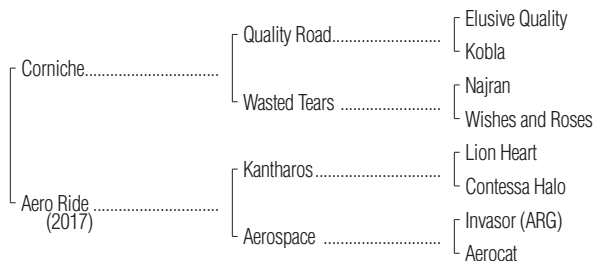 Elusive Quality
Quality Road
Kobla
Corniche
Najran
Wasted Tears
Wishes and Roses
Lion Heart
Kantharos
Contessa Halo
Aero Ride
(2017)
Invasor (ARG)
Aerospace
Aerocat